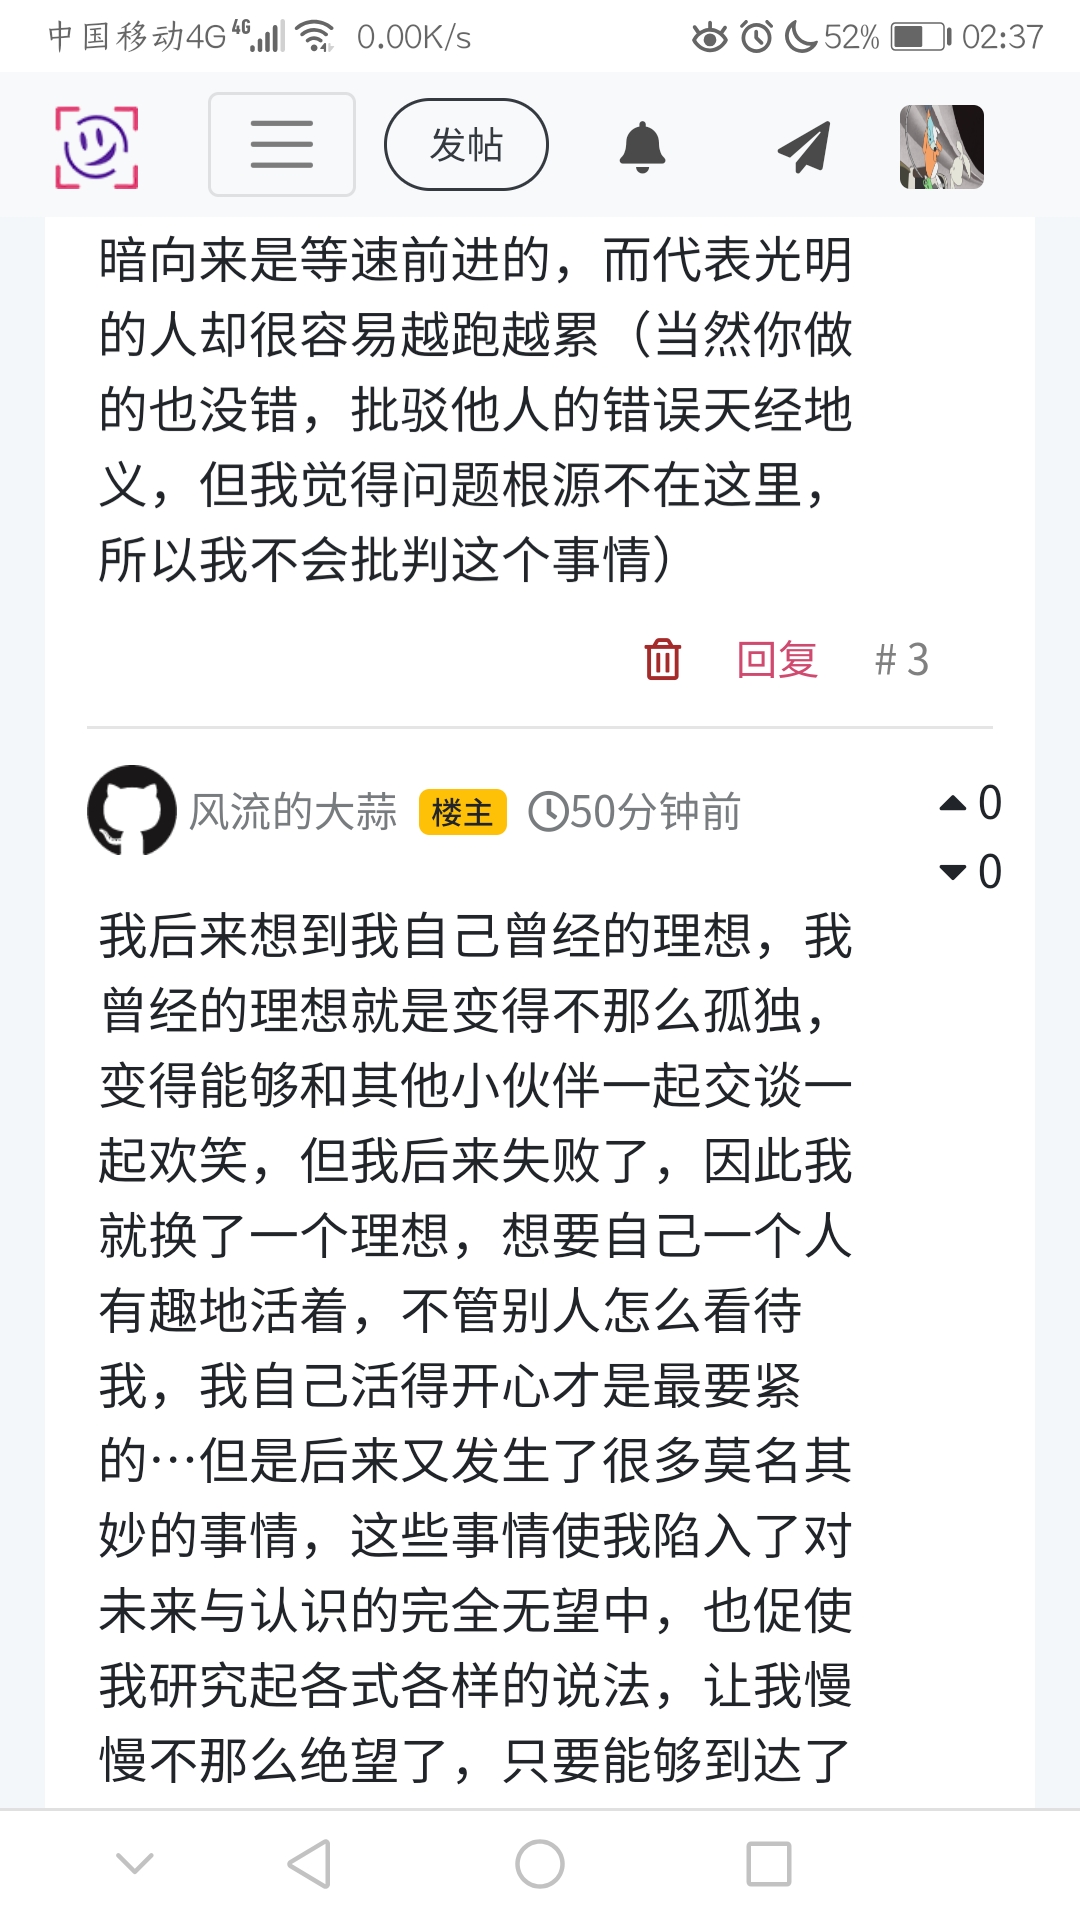 中国移动4G 4G 0.00K/s 52% 02:37
发帖
暗向来是等速前进的，而代表光明
的人却很容易越跑越累（当然你做
的也没错，批驳他人的错误天经地
义，但我觉得问题根源不在这里，
所以我不会批判这个事情）
回复 # 3
风流的大蒜 楼主 50分钟前
0
0
我后来想到我自己曾经的理想，我
曾经的理想就是变得不那么孤独，
变得能够和其他小伙伴一起交谈一
起欢笑，但我后来失败了，因此我
就换了一个理想，想要自己一个人
有趣地活着，不管别人怎么看待
我，我自己活得开心才是最要紧
的…但是后来又发生了很多莫名其
妙的事情，这些事情使我陷入了对
未来与认识的完全无望中，也促使
我研究起各式各样的说法，让我慢
慢不那么绝望了，只要能够到达了